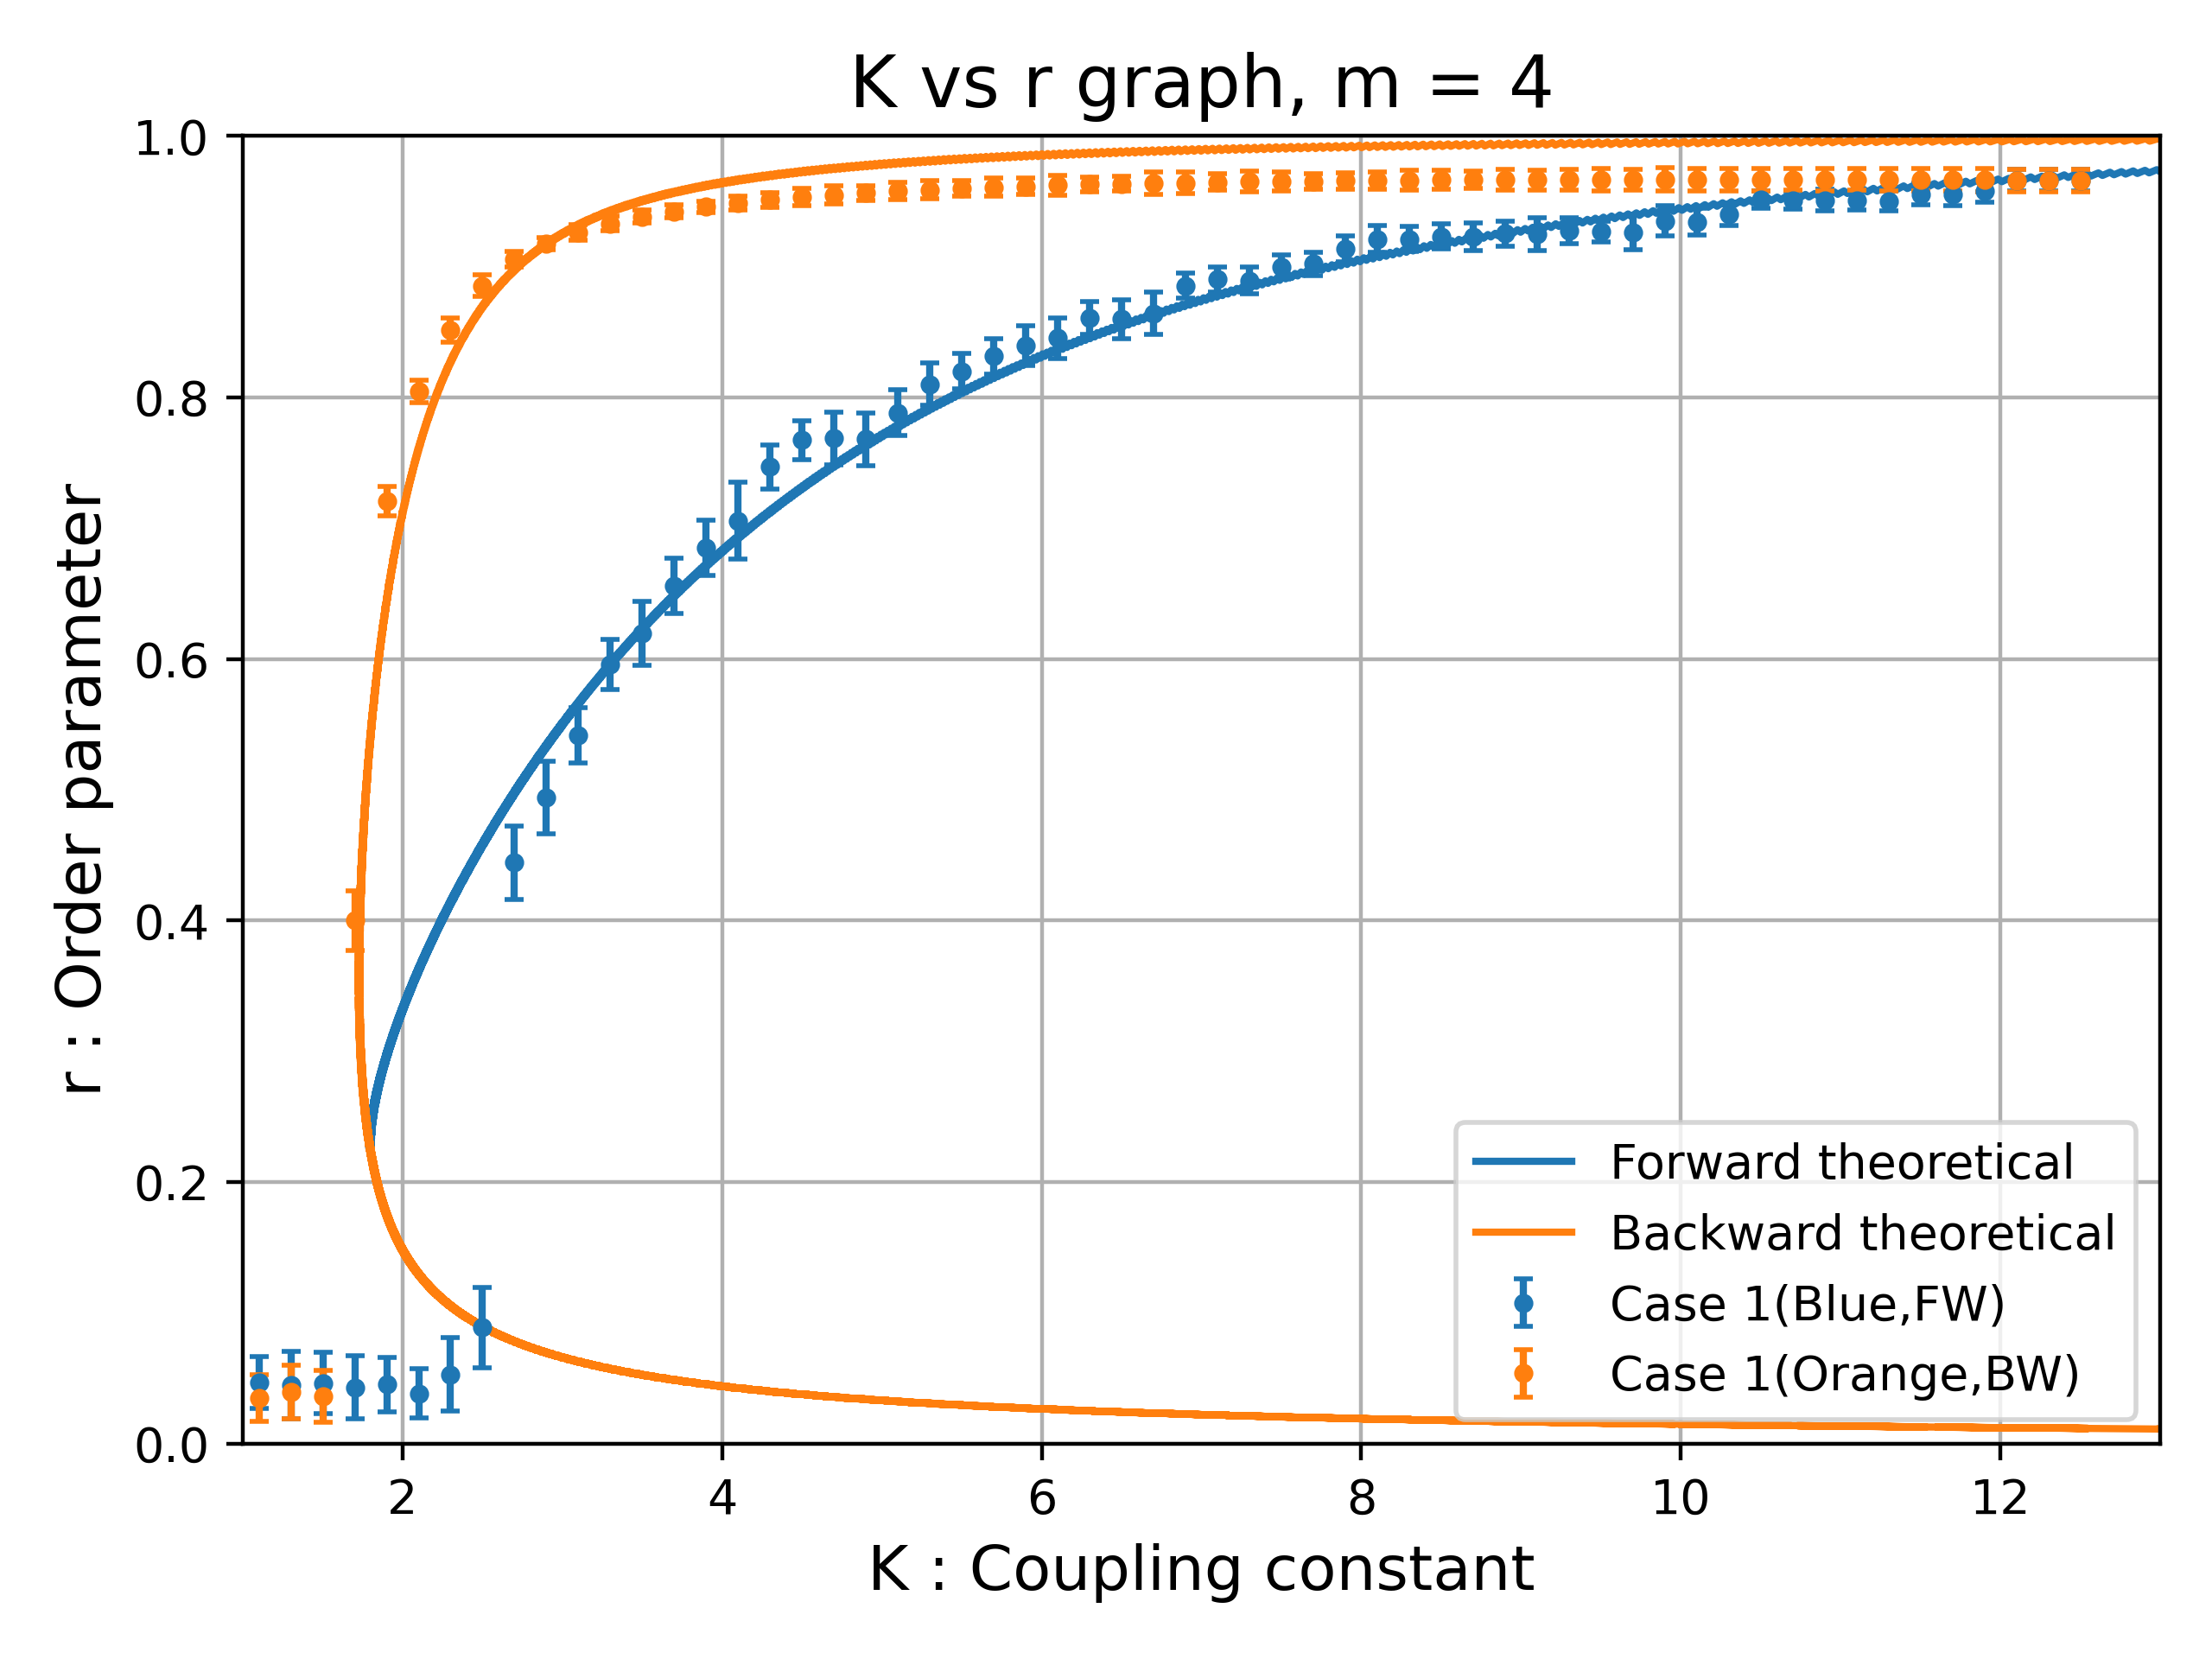 K vs r graph, m = 4
1.0
0.8
0.6
0.4
0.2
0.0
r : Order parameter
Forward theoretical
Backward theoretical
Case 1(Blue,FW)
Case 1(Orange,BW)
2 4 6 8 10 12
K : Coupling constant